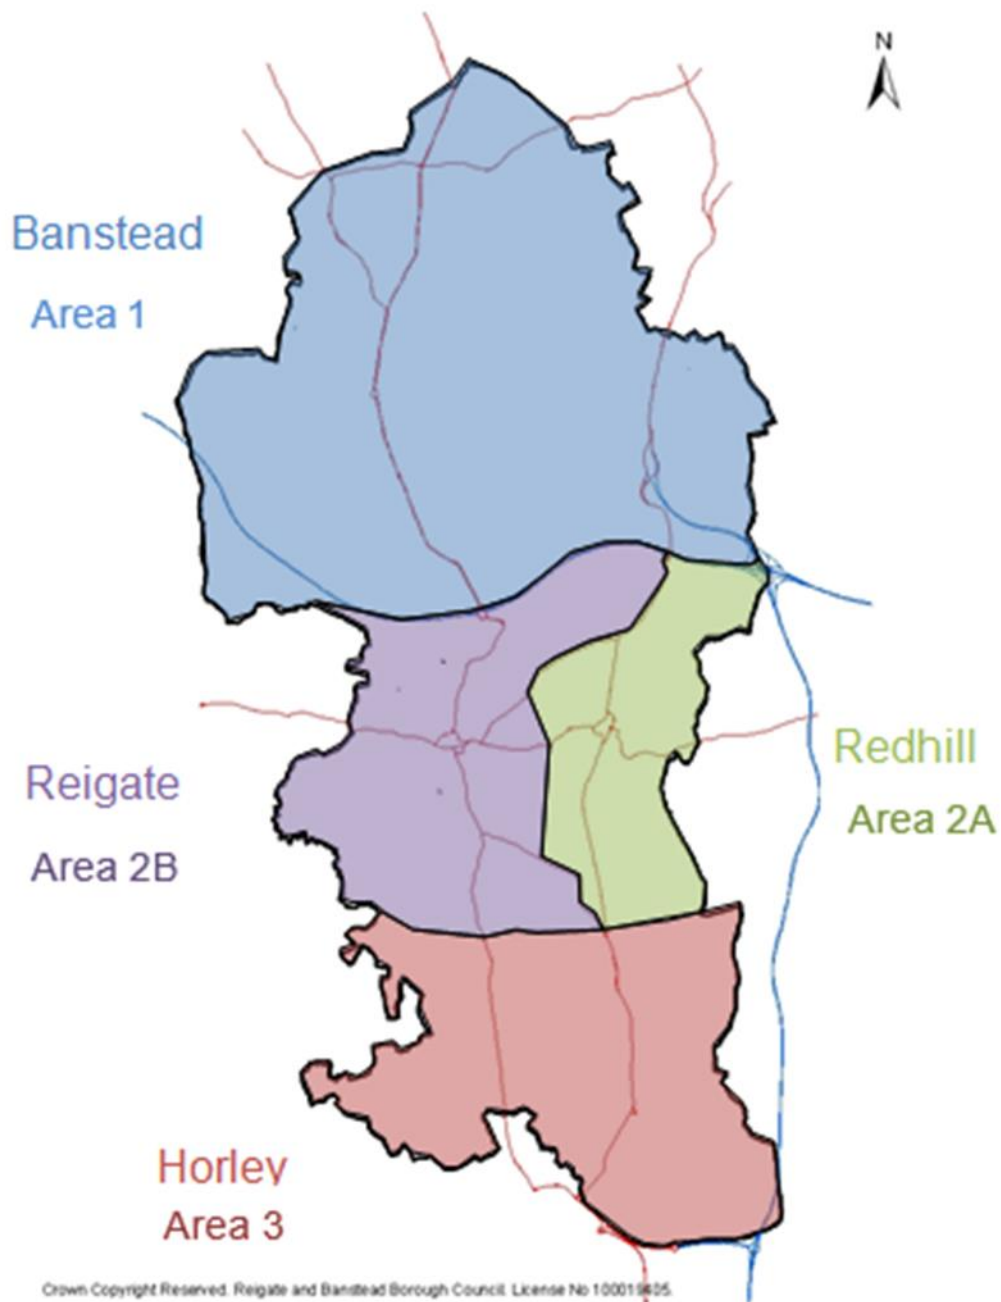 N
Banstead
Area 1
Redhill
Area 2A
Reigate
Area 2B
Horley
Area 3
Crown Copyright Reserved. Reigate and Banstead Borough Council. License No 100019405.